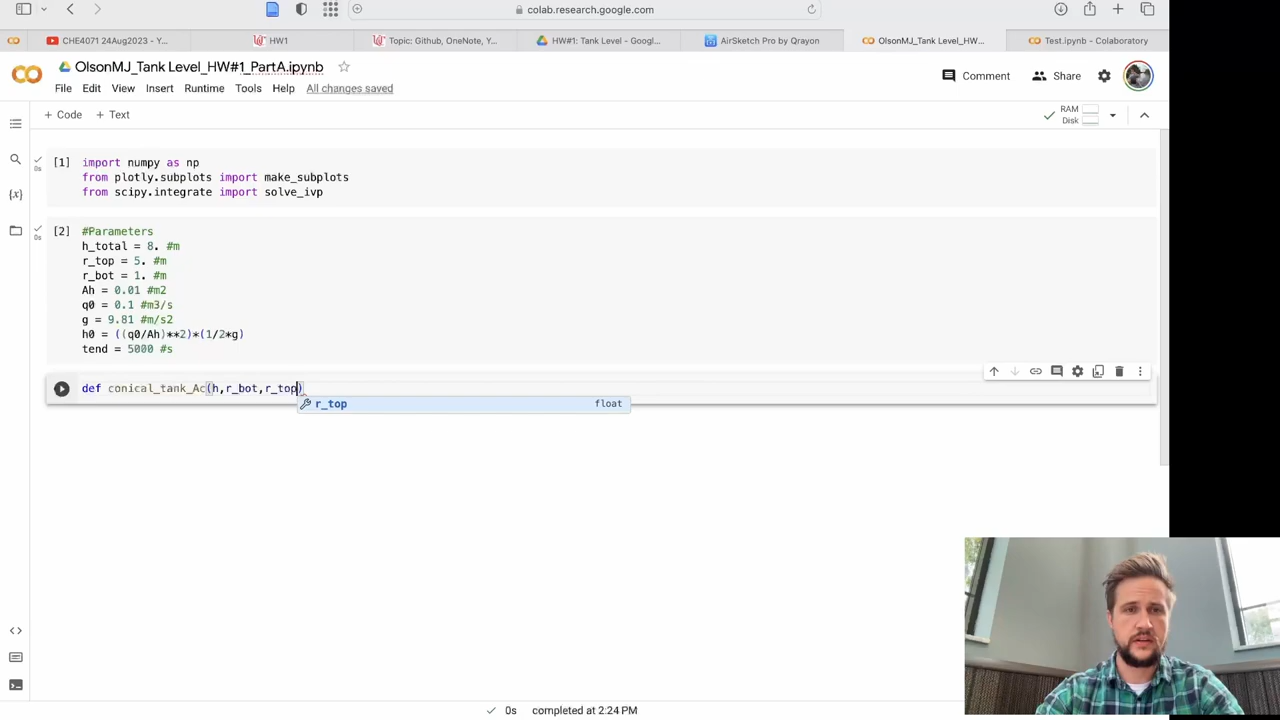 colab.research.google.com
CHE4071 24Aug2023 - Y...
HW1
Topic: Github, OneNote, Y...
HW#1: Tank Level - Googl...
AirSketch Pro by Qrayon
OlsonMJ_Tank Level_HW...
Test.ipynb - Colaboratory
OlsonMJ_Tank Level_HW#1_PartA.ipynb
Comment
Share
File Edit View Insert Runtime Tools Help All changes saved
+ Code + Text
RAM
Disk
[1] import numpy as np
0s
from plotly.subplots import make_subplots
from scipy.integrate import solve_ivp
{x}
[2] #Parameters
0s
h_total = 8. #m
r_top = 5. #m
r_bot = 1. #m
Ah = 0.01 #m2
q0 = 0.1 #m3/s
g = 9.81 #m/s2
h0 = ((q0/Ah)**2)*(1/2*g)
tend = 5000 #s
def conical_tank_Ac(h,r_bot,r_top)
r_top float
0s completed at 2:24 PM